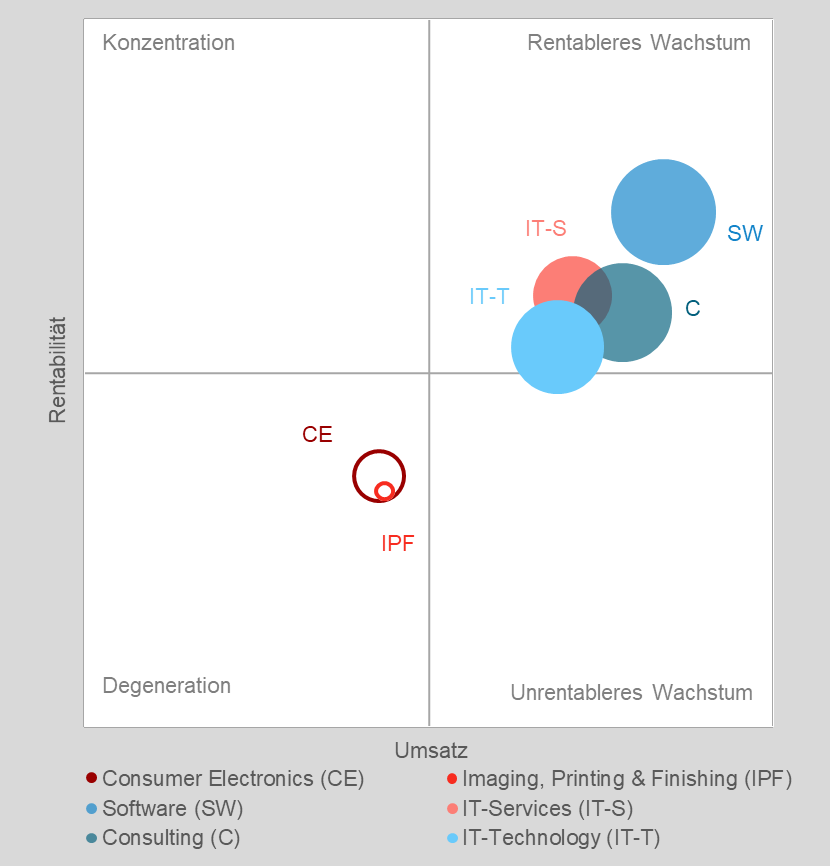 Konzentration
Rentableres Wachstum
IT-S
SW
IT-T
C
Rentabilität
CE
IPF
Degeneration
Unrentableres Wachstum
Umsatz
Consumer Electronics (CE)
Imaging, Printing & Finishing (IPF)
Software (SW)
IT-Services (IT-S)
Consulting (C)
IT-Technology (IT-T)